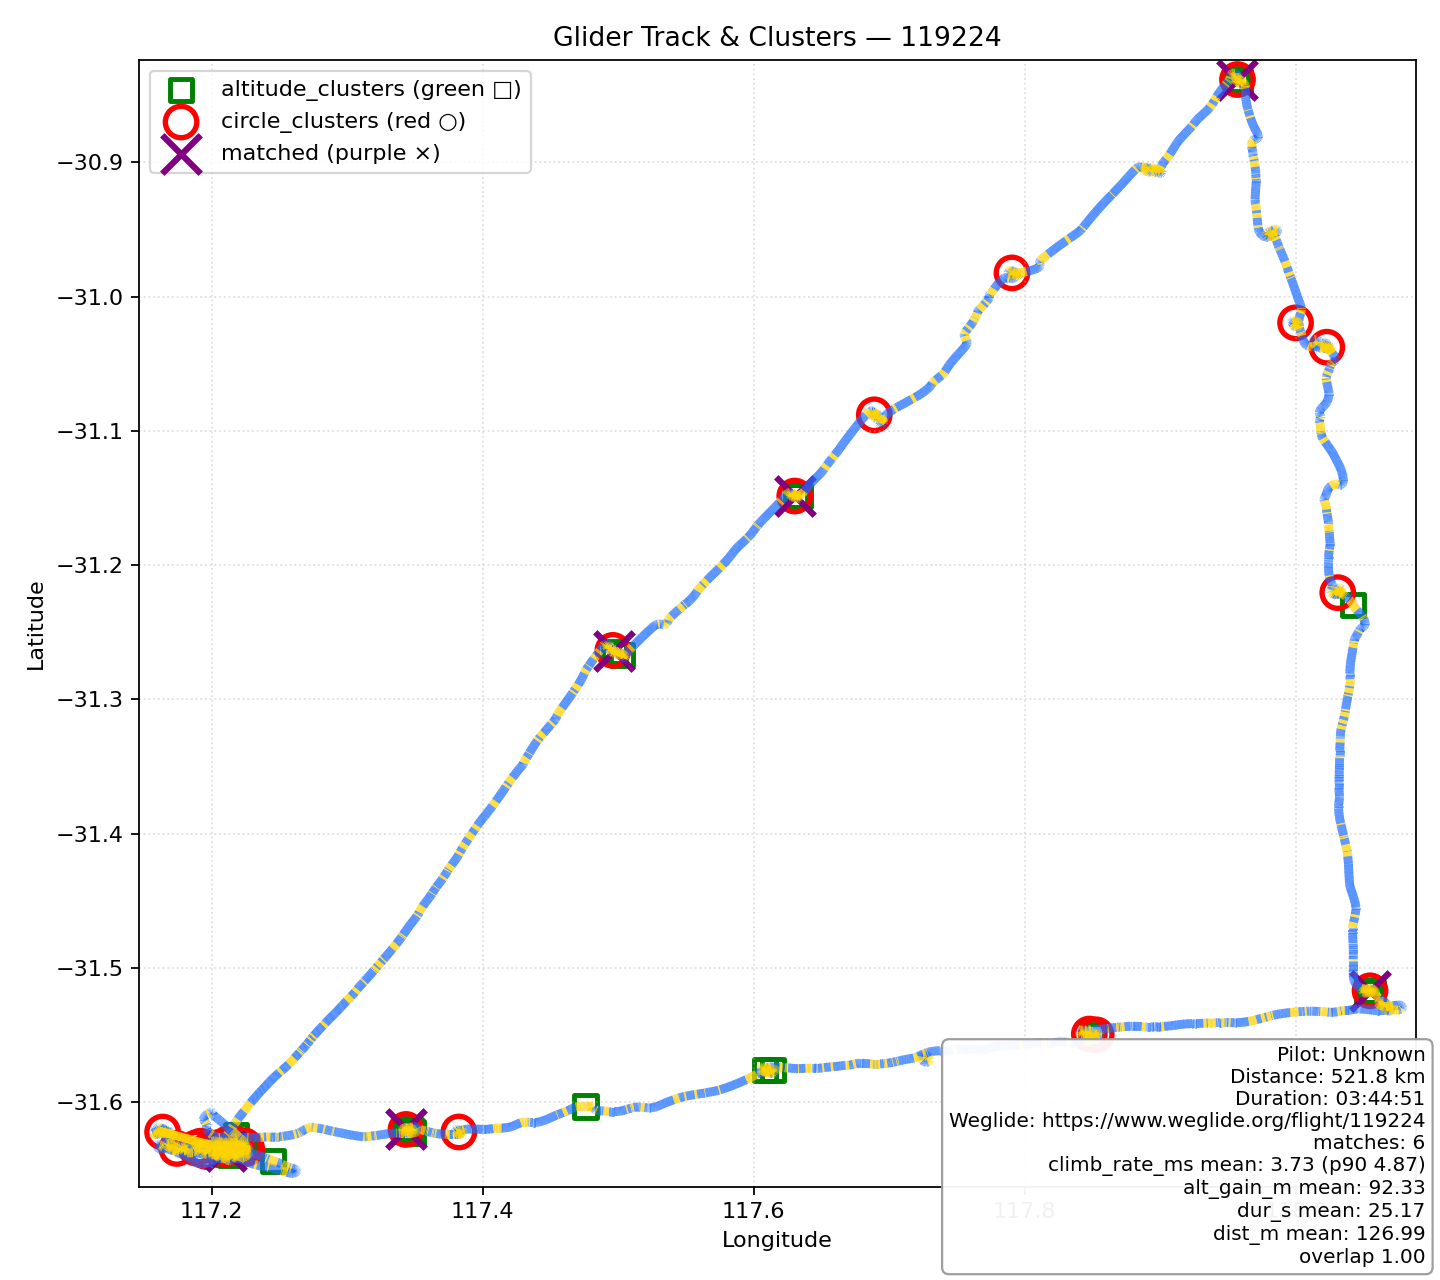 Glider Track & Clusters — 119224
altitude_clusters (green □)
circle_clusters (red ○)
matched (purple ×)
−30.9
−31.0
−31.1
−31.2
−31.3
−31.4
−31.5
−31.6
Latitude
117.2
117.4
117.6
117.8
Longitude
Pilot: Unknown
Distance: 521.8 km
Duration: 03:44:51
Weglide: https://www.weglide.org/flight/119224
matches: 6
climb_rate_ms mean: 3.73 (p90 4.87)
alt_gain_m mean: 92.33
dur_s mean: 25.17
dist_m mean: 126.99
overlap 1.00